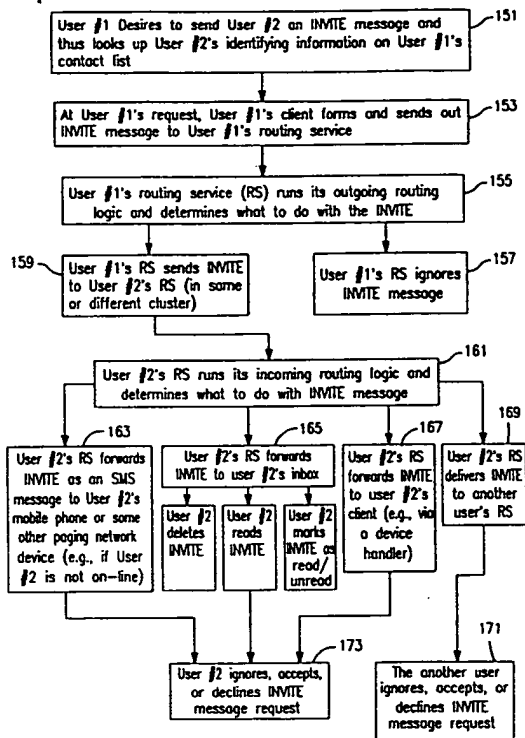 User #1 Desires to send User #2 an INVITE message and
thus looks up User #2's identifying information on User #1's
contact list
151
At User #1's request, User #1's client forms and sends out
INVITE message to User #1's routing service
153
User #1's routing service (RS) runs its outgoing routing
logic and determines what to do with the INVITE
155
159
User #1's RS sends INVITE
to User #2's RS (in same
or different cluster)
User #1's RS ignores
INVITE message
157
161
User #2's RS runs its incoming routing logic and
determines what to do with INVITE message
163
User #2's RS forwards
INVITE as an SMS
message to User #2's
mobile phone or some
other paging network
device (e.g., if User
#2 is not on-line)
165
User #2's RS forwards
INVITE to user #2's inbox
User #2
deletes
INVITE
User #2
reads
INVITE
User #2
marks
INVITE as
read/
unread
167
User #2's RS
forwards INVITE
to user #2's
client (e.g., via
a device
handler)
169
User #2's RS
delivers INVITE
to another
user's RS
173
User #2 ignores, accepts,
or declines INVITE
message request
171
The another user
ignores, accepts, or
declines INVITE
message request